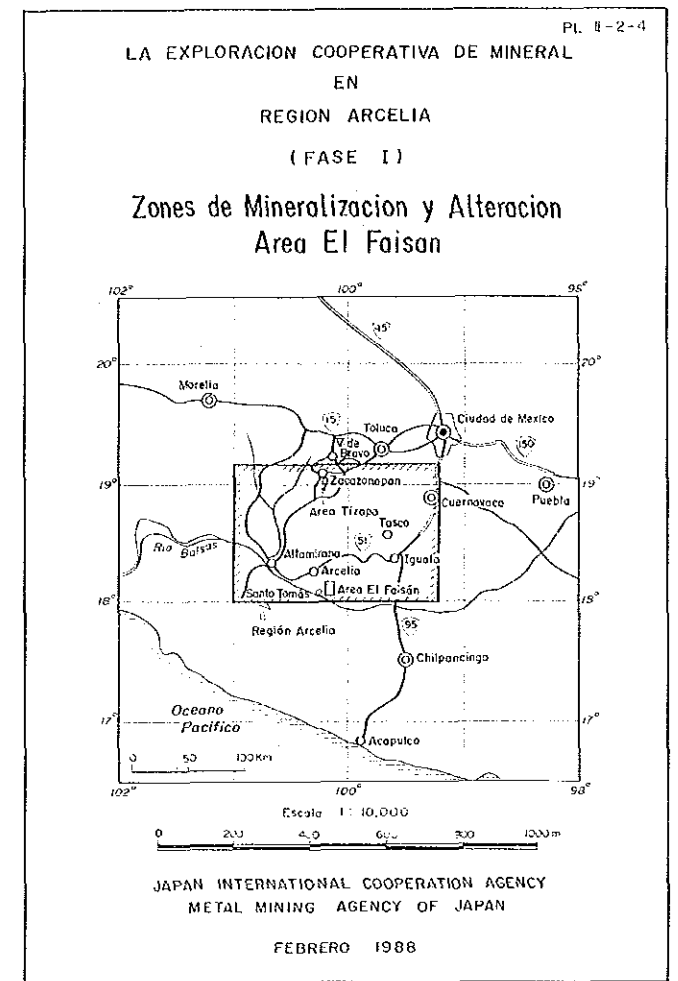 PL. II-2-4
LA EXPLORACION COOPERATIVA DE MINERAL
EN
REGION ARCELIA
(FASE I)
Zones de Mineralizacion y Alteracion
Area El Faisan
102°
100°
98°
20°
20°
Morelia
15
15
Toluca
Ciudad de Mexico
V de
Bravo
150
19°
Zacazonapan
19°
Cuernavaca
Puebla
Area Tizapa
Tasco
Rio Balsas
51
Altamirano
Iguala
Arcelia
Santo Tomás
Area El Faisán
18°
18°
Región Arcelia
95
Chilpancingo
Oceano
Pacífico
17°
17°
Acapulco
0 50 100Km
102°
100°
98°
Escala 1:10,000
0 200 400 600 800 1000m
JAPAN INTERNATIONAL COOPERATION AGENCY
METAL MINING AGENCY OF JAPAN
FEBRERO 1988